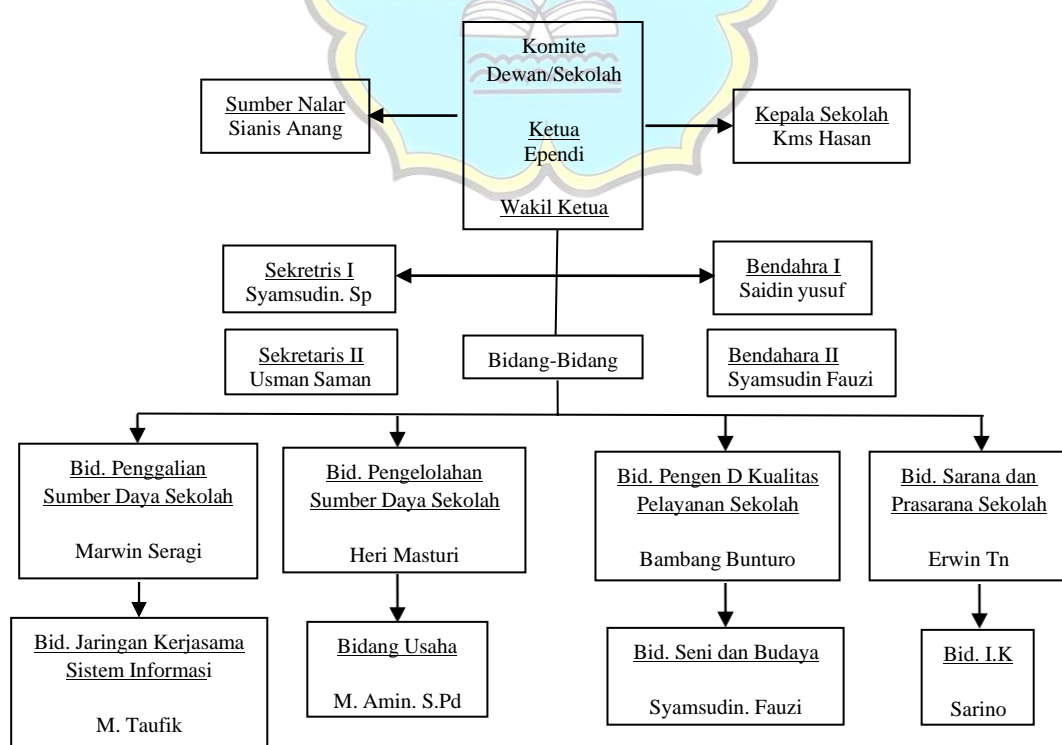 Komite
Dewan/Sekolah
Ketua
Ependi
Wakil Ketua
Sumber Nalar
Sianis Anang
Kepala Sekolah
Kms Hasan
Sekretris I
Syamsudin. Sp
Bendahra I
Saidin yusuf
Sekretaris II
Usman Saman
Bidang-Bidang
Bendahara II
Syamsudin Fauzi
Bid. Penggalian
Sumber Daya Sekolah
Marwin Seragi
Bid. Pengelolahan
Sumber Daya Sekolah
Heri Masturi
Bid. Pengen D Kualitas
Pelayanan Sekolah
Bambang Bunturo
Bid. Sarana dan
Prasarana Sekolah
Erwin Tn
Bid. Jaringan Kerjasama
Sistem Informasi
M. Taufik
Bidang Usaha
M. Amin. S.Pd
Bid. Seni dan Budaya
Syamsudin. Fauzi
Bid. I.K
Sarino